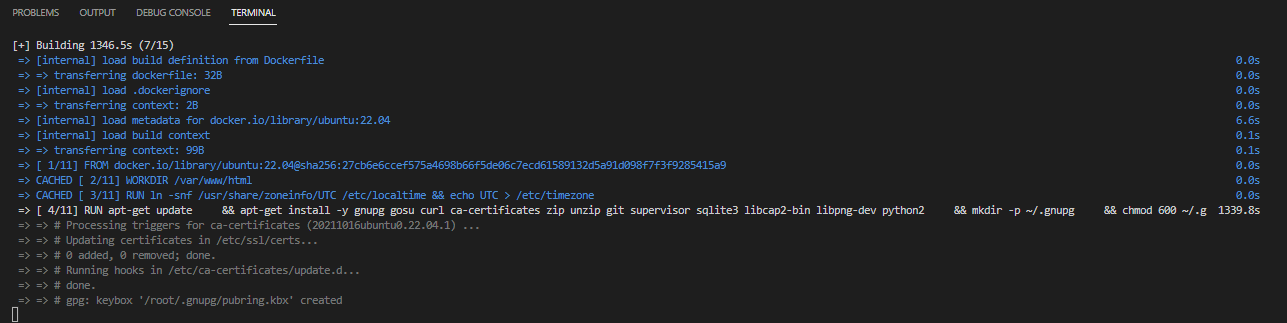 PROBLEMS OUTPUT DEBUG CONSOLE TERMINAL
[+] Building 1346.5s (7/15)
=> [internal] load build definition from Dockerfile 0.0s
=> => transferring dockerfile: 32B 0.0s
=> [internal] load .dockerignore 0.0s
=> => transferring context: 2B 0.0s
=> [internal] load metadata for docker.io/library/ubuntu:22.04 6.6s
=> [internal] load build context 0.1s
=> => transferring context: 99B 0.1s
=> [ 1/11] FROM docker.io/library/ubuntu:22.04@sha256:27cb6e6ccef575a4698b66f5de06c7ecd61589132d5a91d098f7f3f9285415a9 0.0s
=> CACHED [ 2/11] WORKDIR /var/www/html 0.0s
=> CACHED [ 3/11] RUN ln -snf /usr/share/zoneinfo/UTC /etc/localtime && echo UTC > /etc/timezone 0.0s
=> [ 4/11] RUN apt-get update     && apt-get install -y gnupg gosu curl ca-certificates zip unzip git supervisor sqlite3 libcap2-bin libpng-dev python2     && mkdir -p ~/.gnupg     && chmod 600 ~/.g 1339.8s
=> => # Processing triggers for ca-certificates (20211016ubuntu0.22.04.1) ...
=> => # Updating certificates in /etc/ssl/certs...
=> => # 0 added, 0 removed; done.
=> => # Running hooks in /etc/ca-certificates/update.d...
=> => # done.
=> => # gpg: keybox '/root/.gnupg/pubring.kbx' created